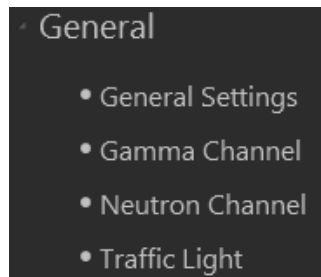 General
• General Settings
• Gamma Channel
• Neutron Channel
• Traffic Light